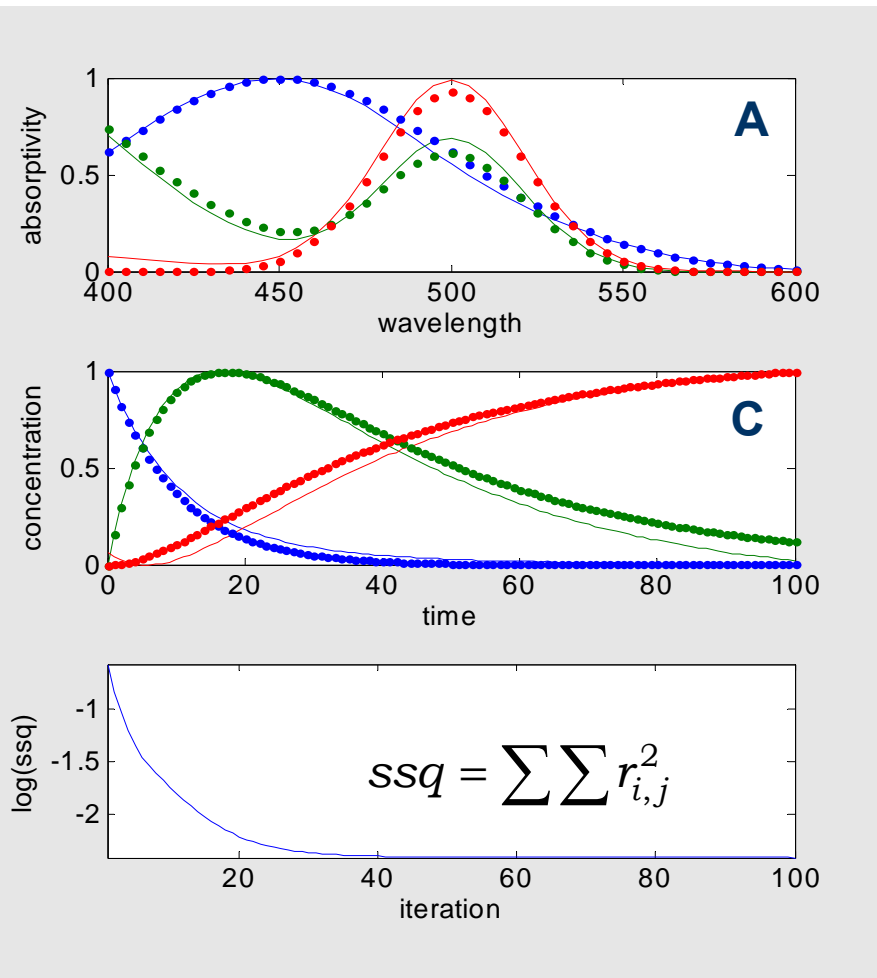 1
0.5
0
absorptivity
A
400 450 500 550 600
wavelength
1
0.5
0
concentration
C
0 20 40 60 80 100
time
-1
-1.5
-2
log(ssq)
ssq = ∑∑ r²ᵢ,ⱼ
20 40 60 80 100
iteration